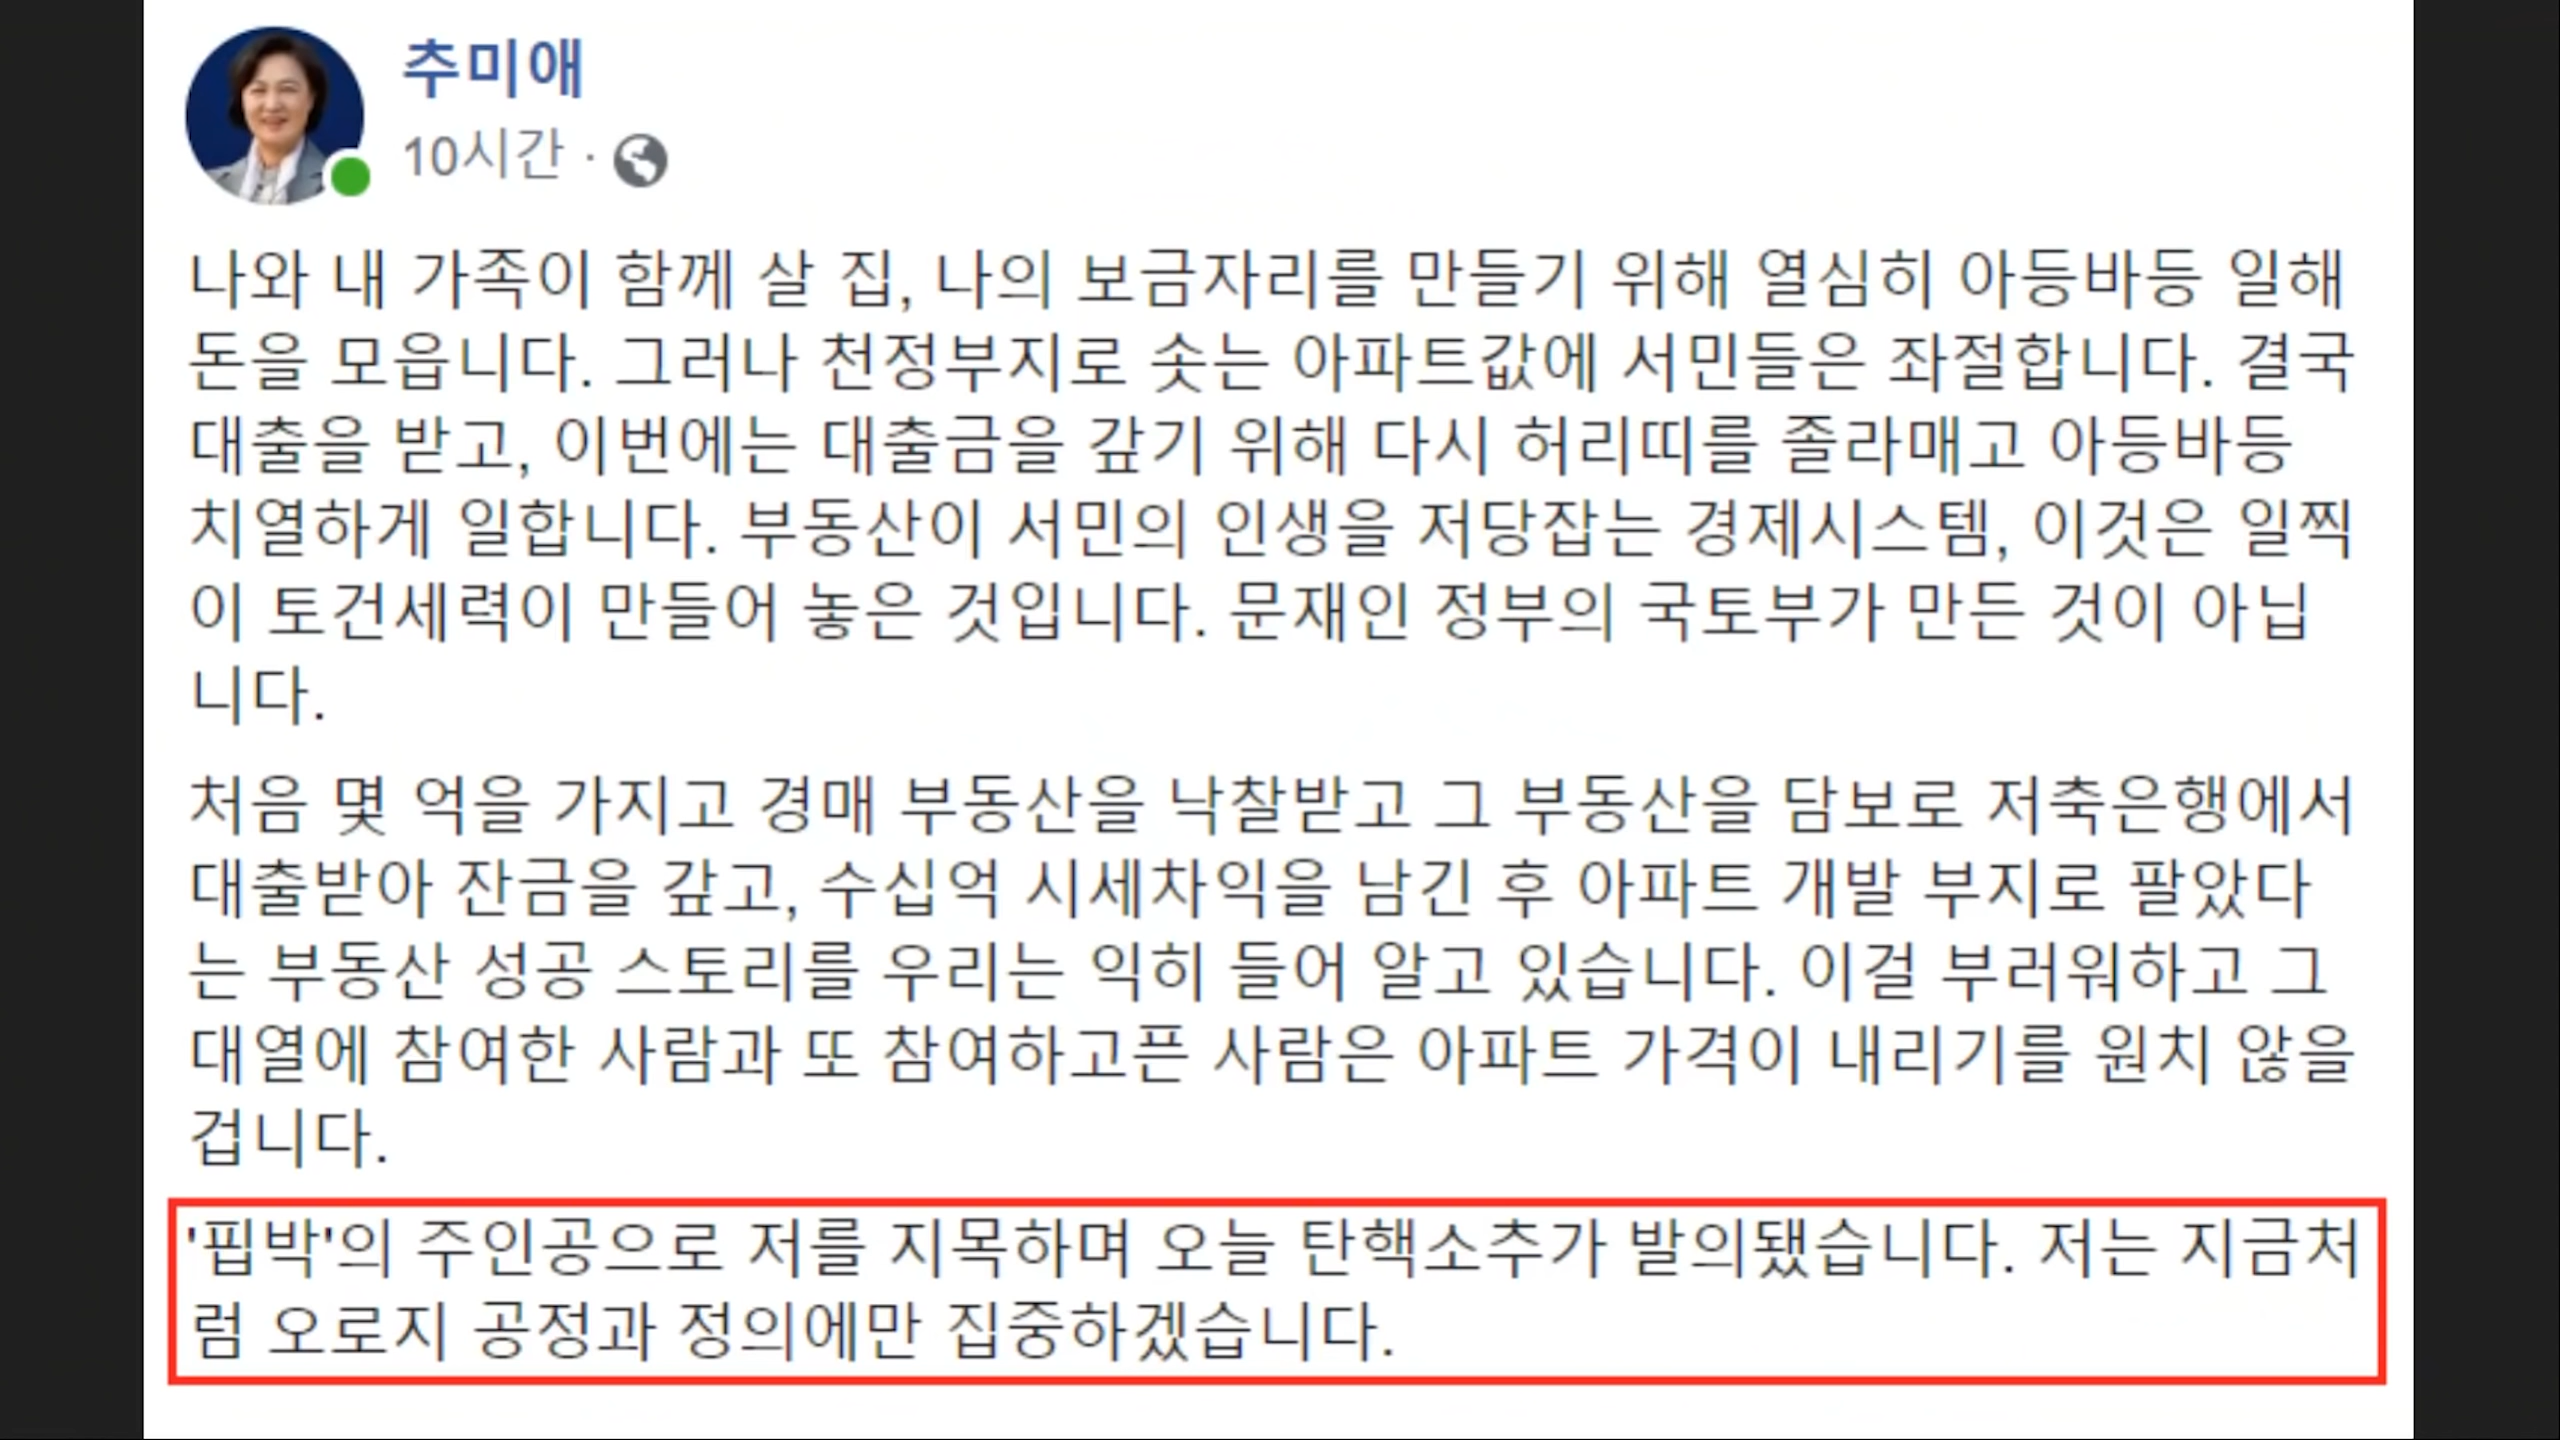 추미애
10시간 ·
나와 내 가족이 함께 살 집, 나의 보금자리를 만들기 위해 열심히 아등바등 일해
돈을 모읍니다. 그러나 천정부지로 솟는 아파트값에 서민들은 좌절합니다. 결국
대출을 받고, 이번에는 대출금을 갚기 위해 다시 허리띠를 졸라매고 아등바등
치열하게 일합니다. 부동산이 서민의 인생을 저당잡는 경제시스템, 이것은 일찍
이 토건세력이 만들어 놓은 것입니다. 문재인 정부의 국토부가 만든 것이 아닙
니다.
처음 몇 억을 가지고 경매 부동산을 낙찰받고 그 부동산을 담보로 저축은행에서
대출받아 잔금을 갚고, 수십억 시세차익을 남긴 후 아파트 개발 부지로 팔았다
는 부동산 성공 스토리를 우리는 익히 들어 알고 있습니다. 이걸 부러워하고 그
대열에 참여한 사람과 또 참여하고픈 사람은 아파트 가격이 내리기를 원치 않을
겁니다.
'핍박'의 주인공으로 저를 지목하며 오늘 탄핵소추가 발의됐습니다. 저는 지금처
럼 오로지 공정과 정의에만 집중하겠습니다.